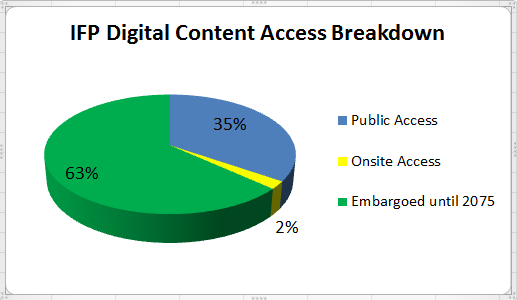 IFP Digital Content Access Breakdown
35%
63%
2%
Public Access
Onsite Access
Embargoed until 2075